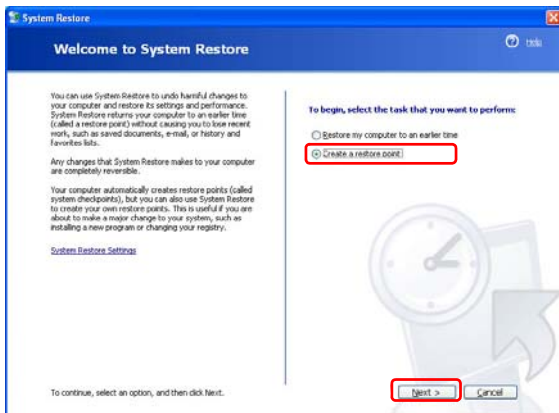 System Restore
Welcome to System Restore
Help
You can use System Restore to undo harmful changes to
your computer and restore its settings and performance.
System Restore returns your computer to an earlier time
(called a restore point) without causing you to lose recent
work, such as saved documents, e-mail, or history and
favorites lists.
Any changes that System Restore makes to your computer
are completely reversible.
Your computer automatically creates restore points (called
system checkpoints), but you can also use System Restore
to create your own restore points. This is useful if you are
about to make a major change to your system, such as
installing a new program or changing your registry.
System Restore Settings
To begin, select the task that you want to perform:
Restore my computer to an earlier time
Create a restore point
To continue, select an option, and then click Next.
Next >
Cancel